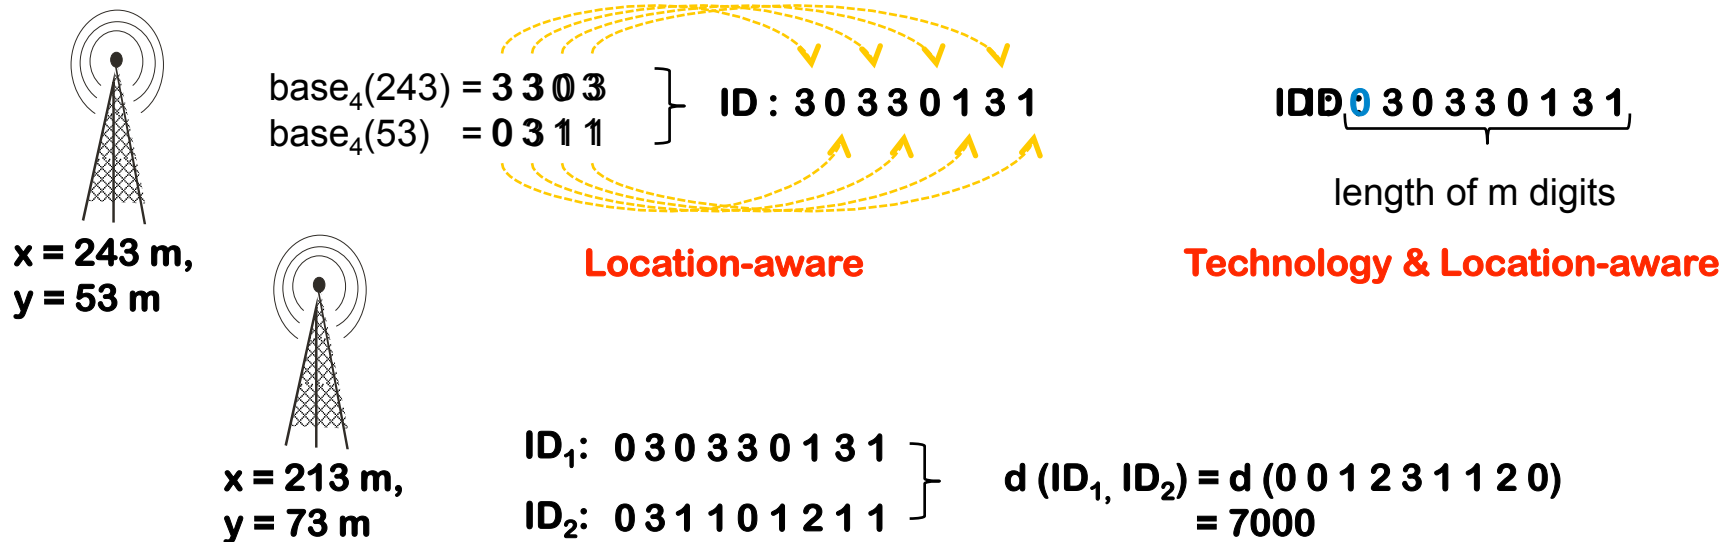 base₄(243) = 3 3 0 3
base₄(53) = 0 3 1 1
ID : 3 0 3 3 0 1 3 1
0 3 0 3 3 0 1 3 1
length of m digits
x = 243 m,
y = 53 m
Location-aware
Technology & Location-aware
x = 213 m,
y = 73 m
ID₁: 0 3 0 3 3 0 1 3 1
ID₂: 0 3 1 1 0 1 2 1 1
d (ID₁, ID₂) = d (0 0 1 2 3 1 1 2 0)
= 7000